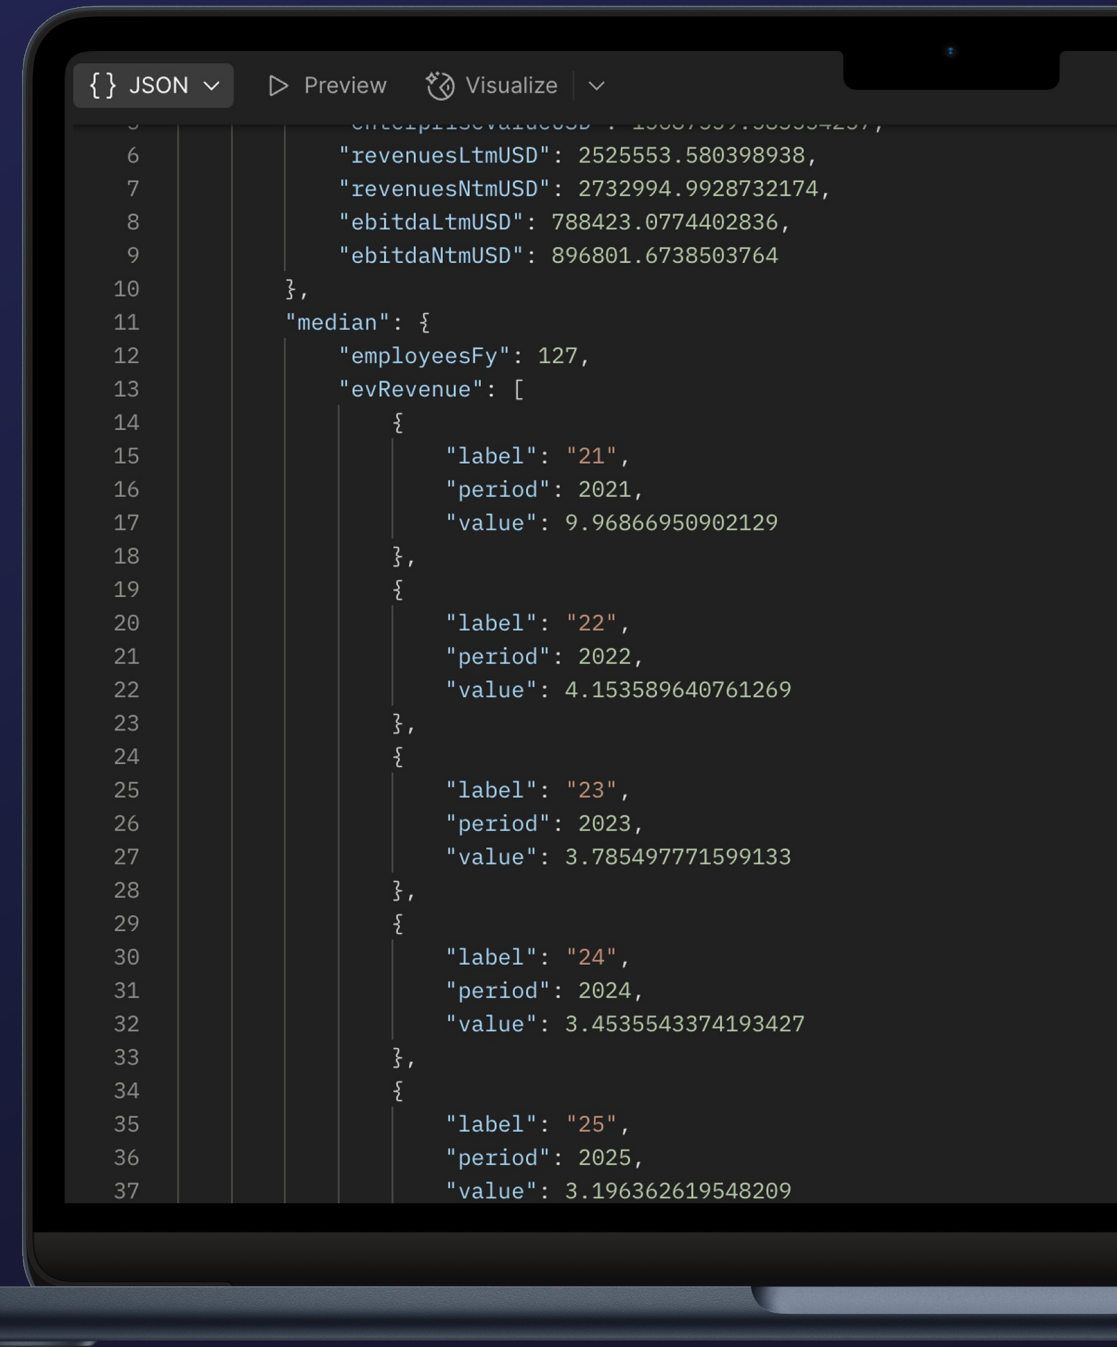 {} JSON Preview Visualize
6 "revenuesLtmUSD": 2525553.580398938,
7 "revenuesNtmUSD": 2732994.9928732174,
8 "ebitdaLtmUSD": 788423.0774402836,
9 "ebitdaNtmUSD": 896801.6738503764
10 },
11 "median": {
12 "employeesFy": 127,
13 "evRevenue": [
14 {
15 "label": "21",
16 "period": 2021,
17 "value": 9.96866950902129
18 },
19 {
20 "label": "22",
21 "period": 2022,
22 "value": 4.153589640761269
23 },
24 {
25 "label": "23",
26 "period": 2023,
27 "value": 3.785497771599133
28 },
29 {
30 "label": "24",
31 "period": 2024,
32 "value": 3.4535543374193427
33 },
34 {
35 "label": "25",
36 "period": 2025,
37 "value": 3.196362619548209